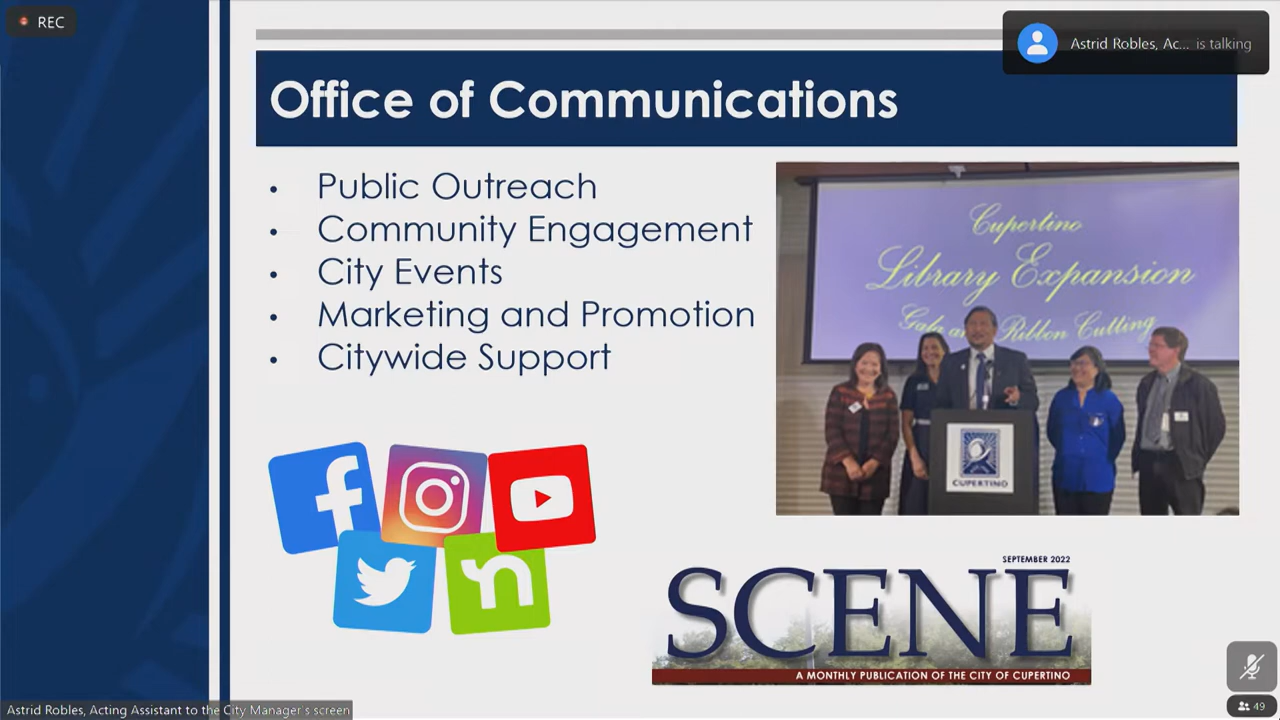 REC
Astrid Robles, Ac... is talking
Office of Communications
• Public Outreach
• Community Engagement
• City Events
• Marketing and Promotion
• Citywide Support
Cupertino
Library Expansion
Gala and Ribbon Cutting
CUPERTINO
SEPTEMBER 2022
SCENE
A MONTHLY PUBLICATION OF THE CITY OF CUPERTINO
Astrid Robles, Acting Assistant to the City Manager's screen
49